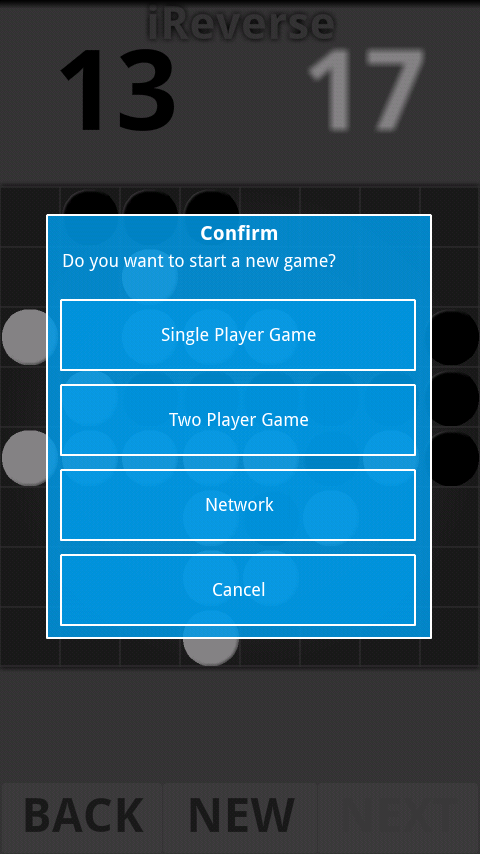 iReverse
13 17
Confirm
Do you want to start a new game?
Single Player Game
Two Player Game
Network
Cancel
BACK NEW NEXT